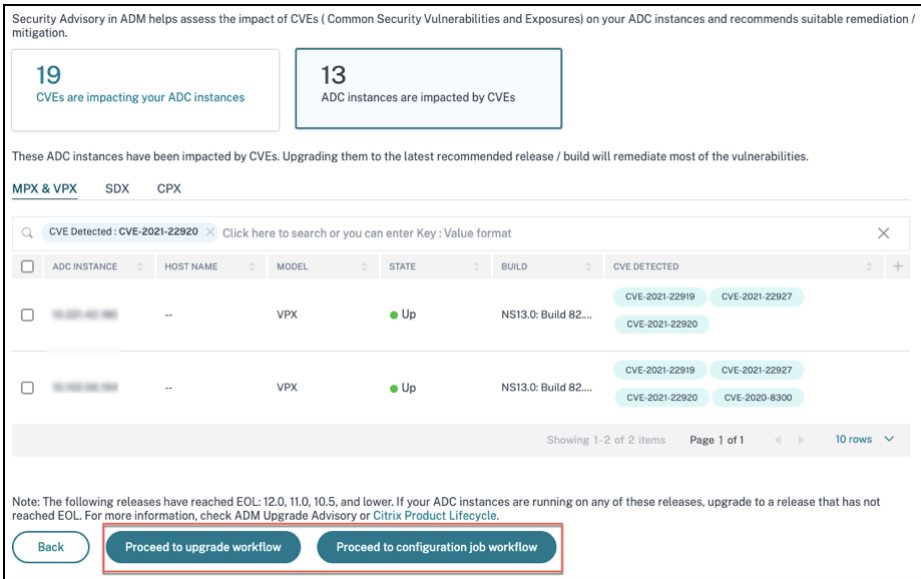 Security Advisory in ADM helps assess the impact of CVEs ( Common Security Vulnerabilities and Exposures) on your ADC instances and recommends suitable remediation /
mitigation.
19
CVEs are impacting your ADC instances
13
ADC instances are impacted by CVEs
These ADC instances have been impacted by CVEs. Upgrading them to the latest recommended release / build will remediate most of the vulnerabilities.
MPX & VPX SDX CPX
CVE Detected : CVE-2021-22920 Click here to search or you can enter Key : Value format
ADC INSTANCE HOST NAME MODEL STATE BUILD CVE DETECTED
CVE-2021-22919 CVE-2021-22927
-- VPX Up NS13.0: Build 82....
CVE-2021-22920
CVE-2021-22919 CVE-2021-22927
-- VPX Up NS13.0: Build 82....
CVE-2021-22920 CVE-2020-8300
Showing 1-2 of 2 items Page 1 of 1 10 rows
Note: The following releases have reached EOL: 12.0, 11.0, 10.5, and lower. If your ADC instances are running on any of these releases, upgrade to a release that has not
reached EOL. For more information, check ADM Upgrade Advisory or Citrix Product Lifecycle.
Back Proceed to upgrade workflow Proceed to configuration job workflow